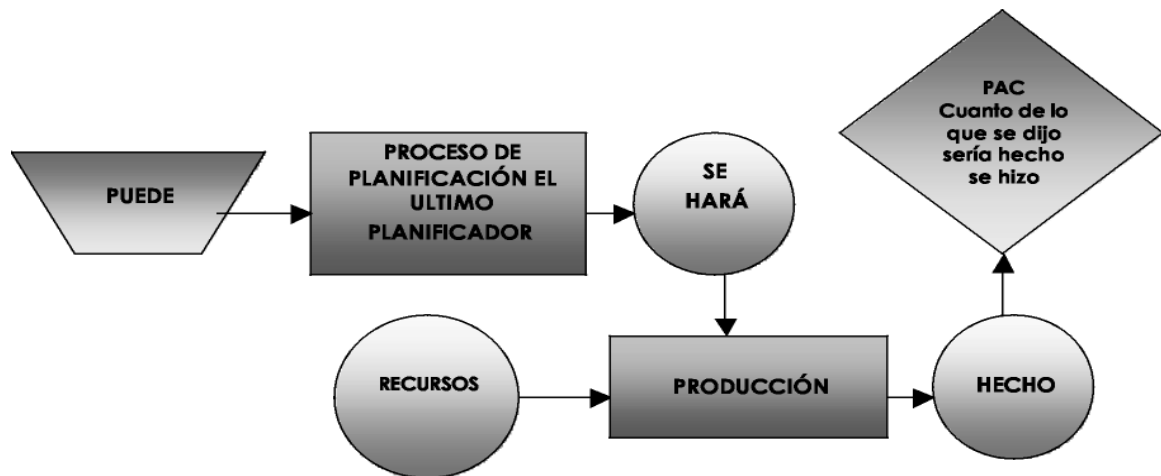 PUEDE
PROCESO DE
PLANIFICACIÓN EL
ULTIMO
PLANIFICADOR
SE
HARÁ
PAC
Cuanto de lo
que se dijo
sería hecho
se hizo
RECURSOS
PRODUCCIÓN
HECHO